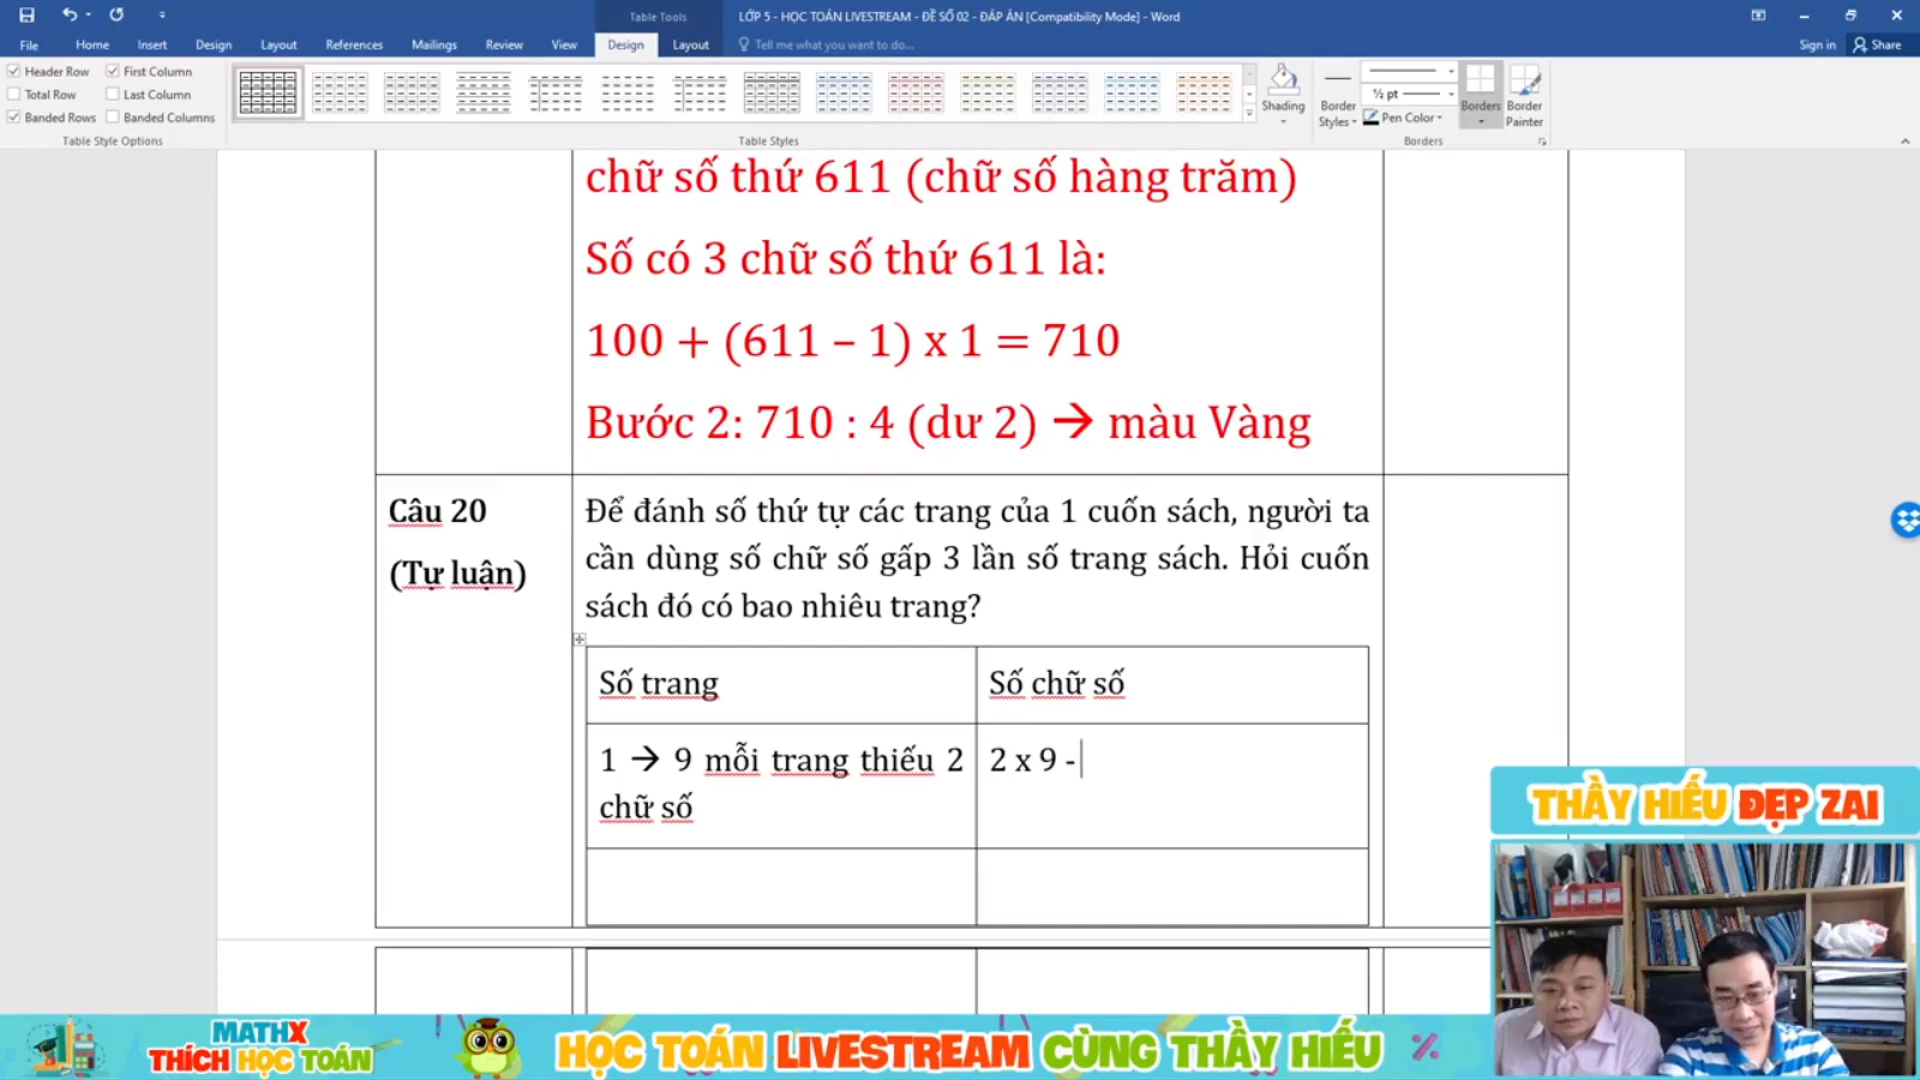 Table Tools
LỚP 5 - HỌC TOÁN LIVESTREAM - ĐỀ SỐ 02 - ĐÁP ÁN [Compatibility Mode] - Word
File Home Insert Design Layout References Mailings Review View Design Layout Tell me what you want to do... Sign in Share
Header Row First Column
Total Row Last Column
Banded Rows Banded Columns
Table Style Options
Table Styles
Shading
Border Styles
½ pt
Pen Color
Borders
Border Painter
Borders
chữ số thứ 611 (chữ số hàng trăm)
Số có 3 chữ số thứ 611 là:
100 + (611 – 1) x 1 = 710
Bước 2: 710 : 4 (dư 2) → màu Vàng
Câu 20
(Tự luận)
Để đánh số thứ tự các trang của 1 cuốn sách, người ta
cần dùng số chữ số gấp 3 lần số trang sách. Hỏi cuốn
sách đó có bao nhiêu trang?
Số trang
Số chữ số
1 → 9 mỗi trang thiếu 2
chữ số
2 x 9 -
THẦY HIẾU ĐẸP ZAI
MATHX
THÍCH HỌC TOÁN
HỌC TOÁN LIVESTREAM CÙNG THẦY HIẾU